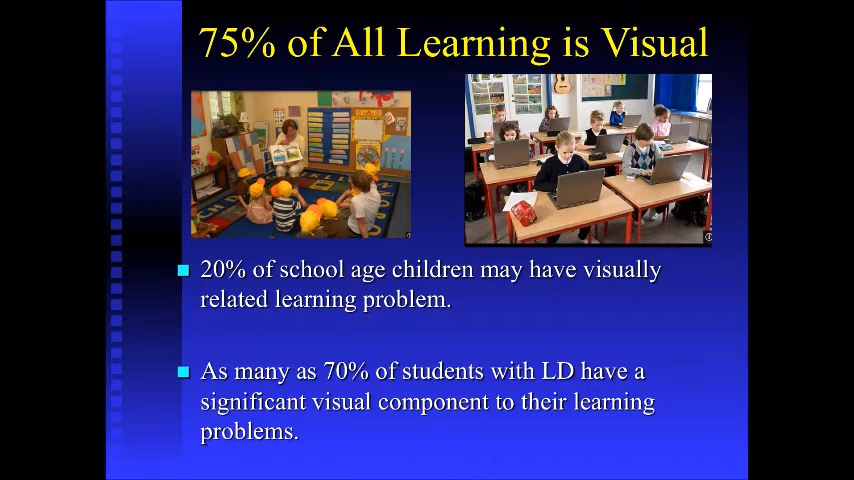 75% of All Learning is Visual
20% of school age children may have visually
related learning problem.
As many as 70% of students with LD have a
significant visual component to their learning
problems.